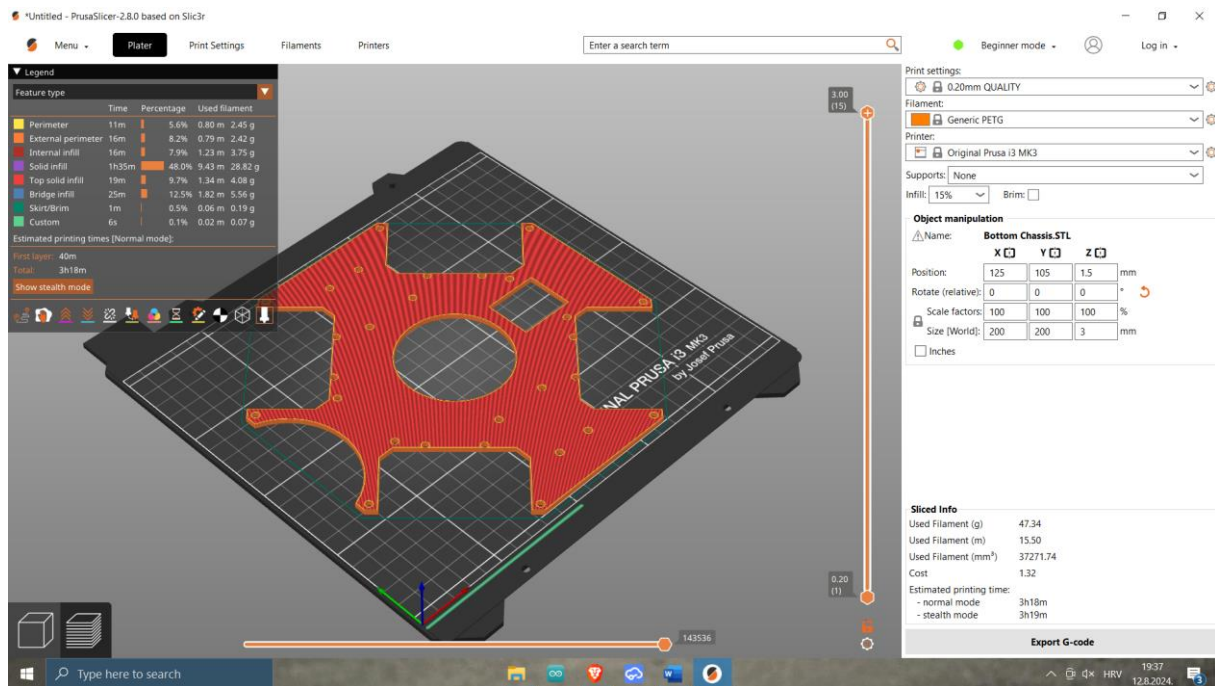 *Untitled - PrusaSlicer-2.8.0 based on Slic3r
Menu Plater Print Settings Filaments Printers Enter a search term Beginner mode Log in
Legend
Feature type
Time Percentage Used filament
Perimeter 11m 5.6% 0.80 m 2.45 g
External perimeter 16m 8.2% 0.79 m 2.42 g
Internal infill 16m 7.9% 1.23 m 3.75 g
Solid infill 1h35m 48.0% 9.43 m 28.82 g
Top solid infill 19m 9.7% 1.34 m 4.08 g
Bridge infill 25m 12.5% 1.82 m 5.56 g
Skirt/Brim 1m 0.5% 0.06 m 0.19 g
Custom 6s 0.1% 0.02 m 0.07 g
Estimated printing times [Normal mode]:
First layer: 40m
Total: 3h18m
Show stealth mode
3.00
(15)
NAL PRUSA i3 MK3
by Josef Prusa
0.20
(1)
143536
Print settings:
0.20mm QUALITY
Filament:
Generic PETG
Printer:
Original Prusa i3 MK3
Supports: None
Infill: 15% Brim:
Object manipulation
Name: Bottom Chassis.STL
X Y Z
Position: 125 105 1.5 mm
Rotate (relative): 0 0 0 °
Scale factors: 100 100 100 %
Size [World]: 200 200 3 mm
Inches
Sliced Info
Used Filament (g) 47.34
Used Filament (m) 15.50
Used Filament (mm³) 37271.74
Cost 1.32
Estimated printing time:
- normal mode 3h18m
- stealth mode 3h19m
Export G-code
Type here to search
HRV
19:37
12.8.2024.
3